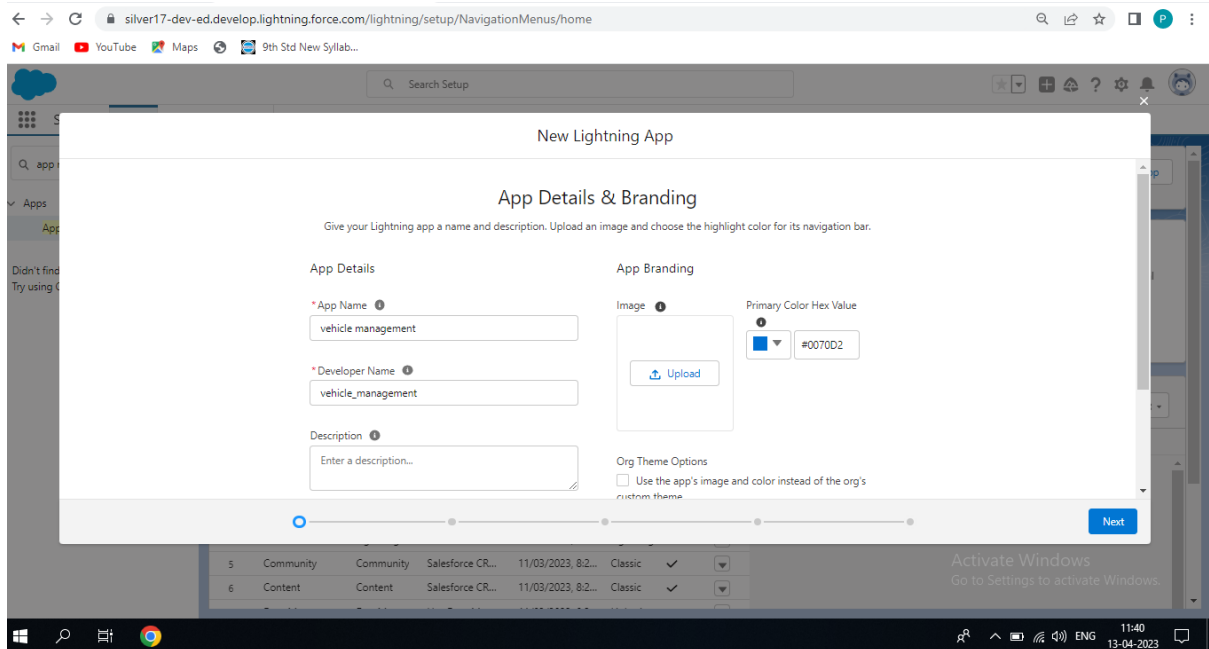 silver17-dev-ed.develop.lightning.force.com/lightning/setup/NavigationMenus/home
P
Gmail YouTube Maps 9th Std New Syllab...
Search Setup
S
app
New Lightning App
App Details & Branding
Give your Lightning app a name and description. Upload an image and choose the highlight color for its navigation bar.
Apps
App
Didn't find
Try using
App Details
App Branding
*App Name
Image
Primary Color Hex Value
vehicle management
#0070D2
Upload
*Developer Name
vehicle_management
Description
Enter a description...
Org Theme Options
Use the app's image and color instead of the org's
custom theme
Next
5 Community Community Salesforce CR... 11/03/2023, 8:2... Classic
6 Content Content Salesforce CR... 11/03/2023, 8:2... Classic
Activate Windows
Go to Settings to activate Windows.
ENG
11:40
13-04-2023